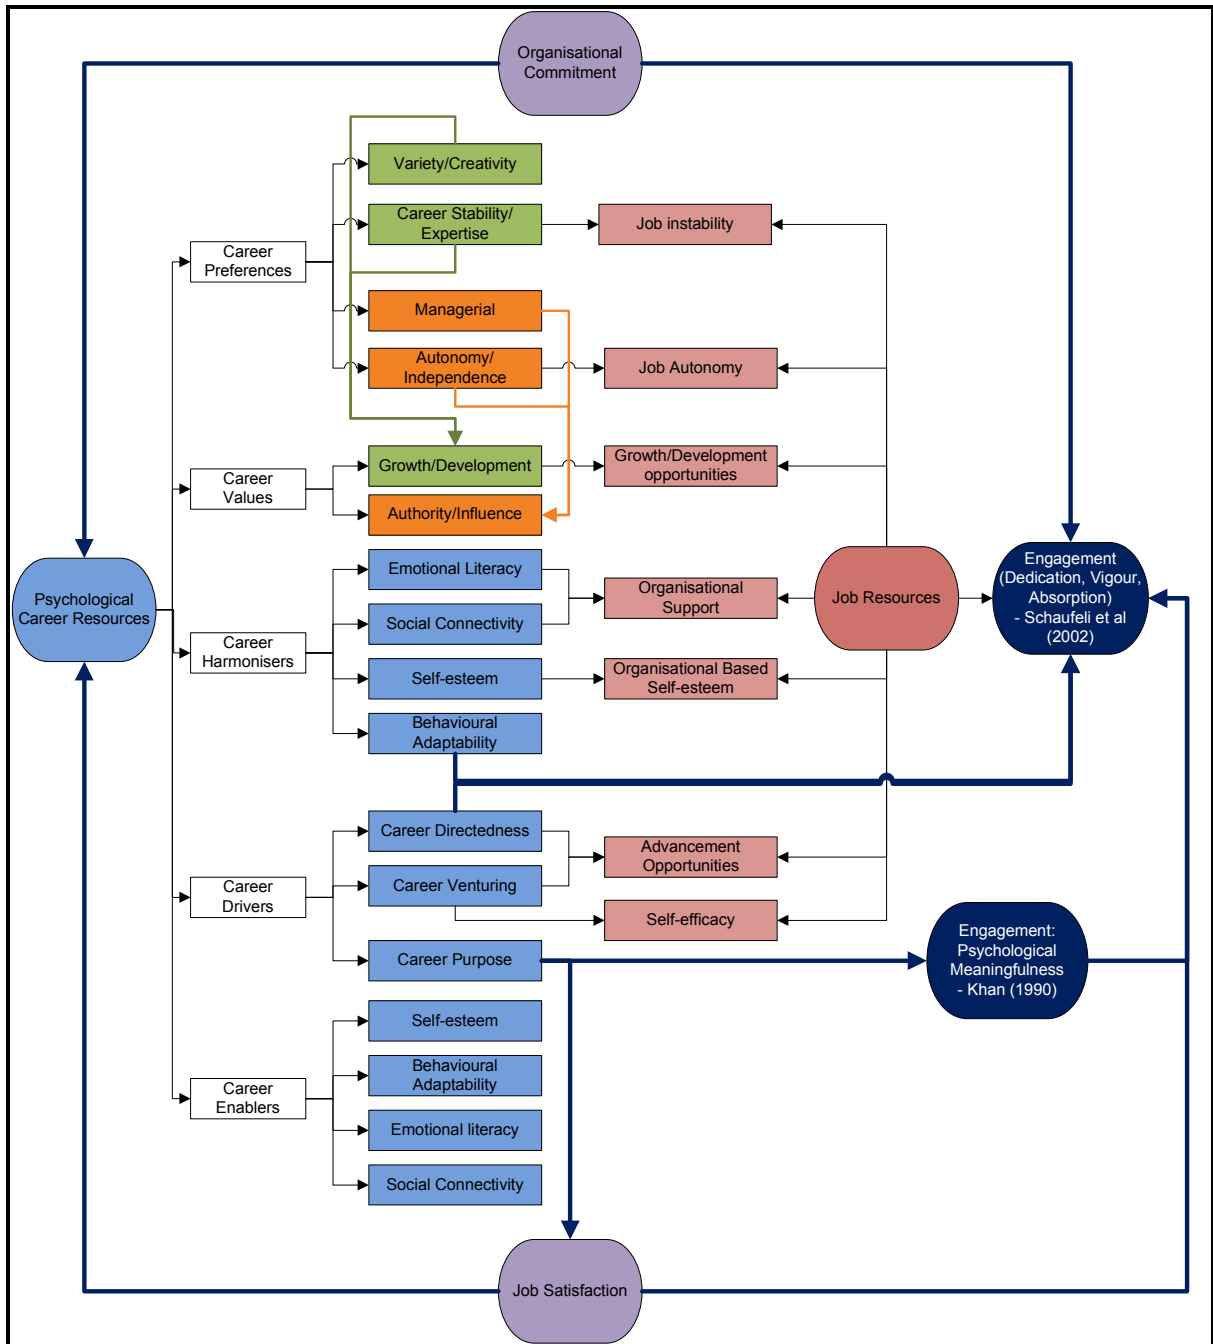 Organisational
Commitment
Variety/Creativity
Career Stability/
Expertise
Job instability
Career
Preferences
Managerial
Autonomy/
Independence
Job Autonomy
Growth/Development
Growth/Development
opportunities
Career
Values
Authority/Influence
Emotional Literacy
Organisational
Support
Social Connectivity
Psychological
Career Resources
Job Resources
Engagement
(Dedication, Vigour,
Absorption)
- Schaufeli et al
(2002)
Career
Harmonisers
Self-esteem
Organisational Based
Self-esteem
Behavioural
Adaptability
Career Directedness
Advancement
Opportunities
Career Venturing
Career
Drivers
Self-efficacy
Career Purpose
Engagement:
Psychological
Meaningfulness
- Khan (1990)
Self-esteem
Behavioural
Adaptability
Career
Enablers
Emotional literacy
Social Connectivity
Job Satisfaction